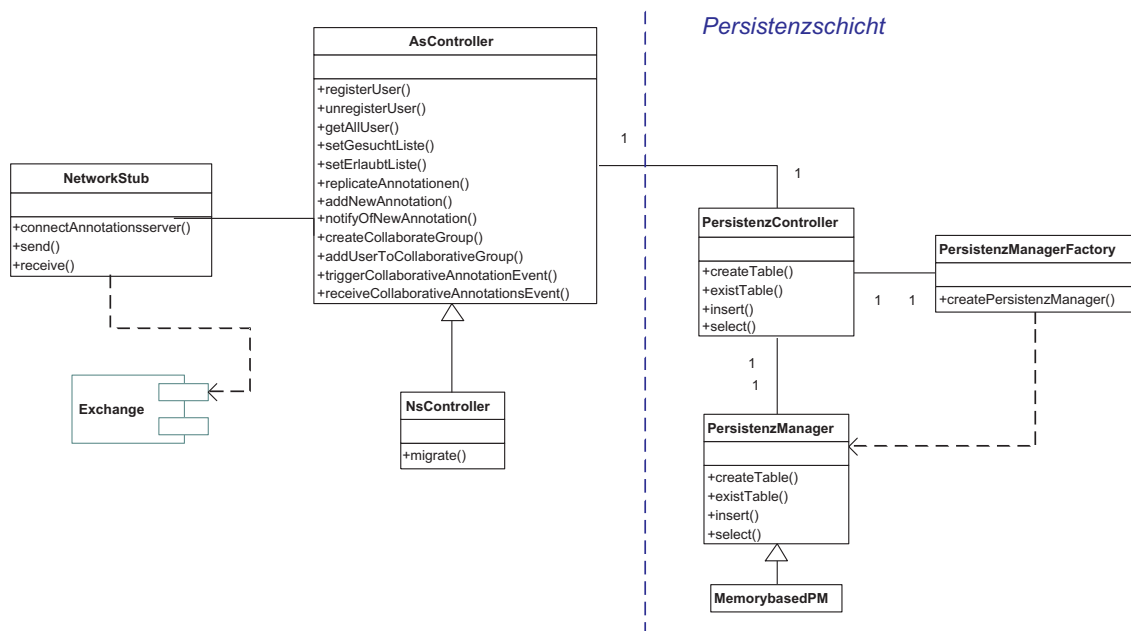 Persistenzschicht
AsController
+registerUser()
+unregisterUser()
+getAllUser()
+setGesuchtListe()
+setErlaubtListe()
+replicateAnnotationen()
+addNewAnnotation()
+notifyOfNewAnnotation()
+createCollaborateGroup()
+addUserToCollaborativeGroup()
+triggerCollaborativeAnnotationEvent()
+receiveCollaborativeAnnotationsEvent()
NetworkStub
+connectAnnotationsserver()
+send()
+receive()
Exchange
NsController
+migrate()
1
1
PersistenzController
+createTable()
+existTable()
+insert()
+select()
1 1
PersistenzManagerFactory
+createPersistenzManager()
1
1
PersistenzManager
+createTable()
+existTable()
+insert()
+select()
MemorybasedPM